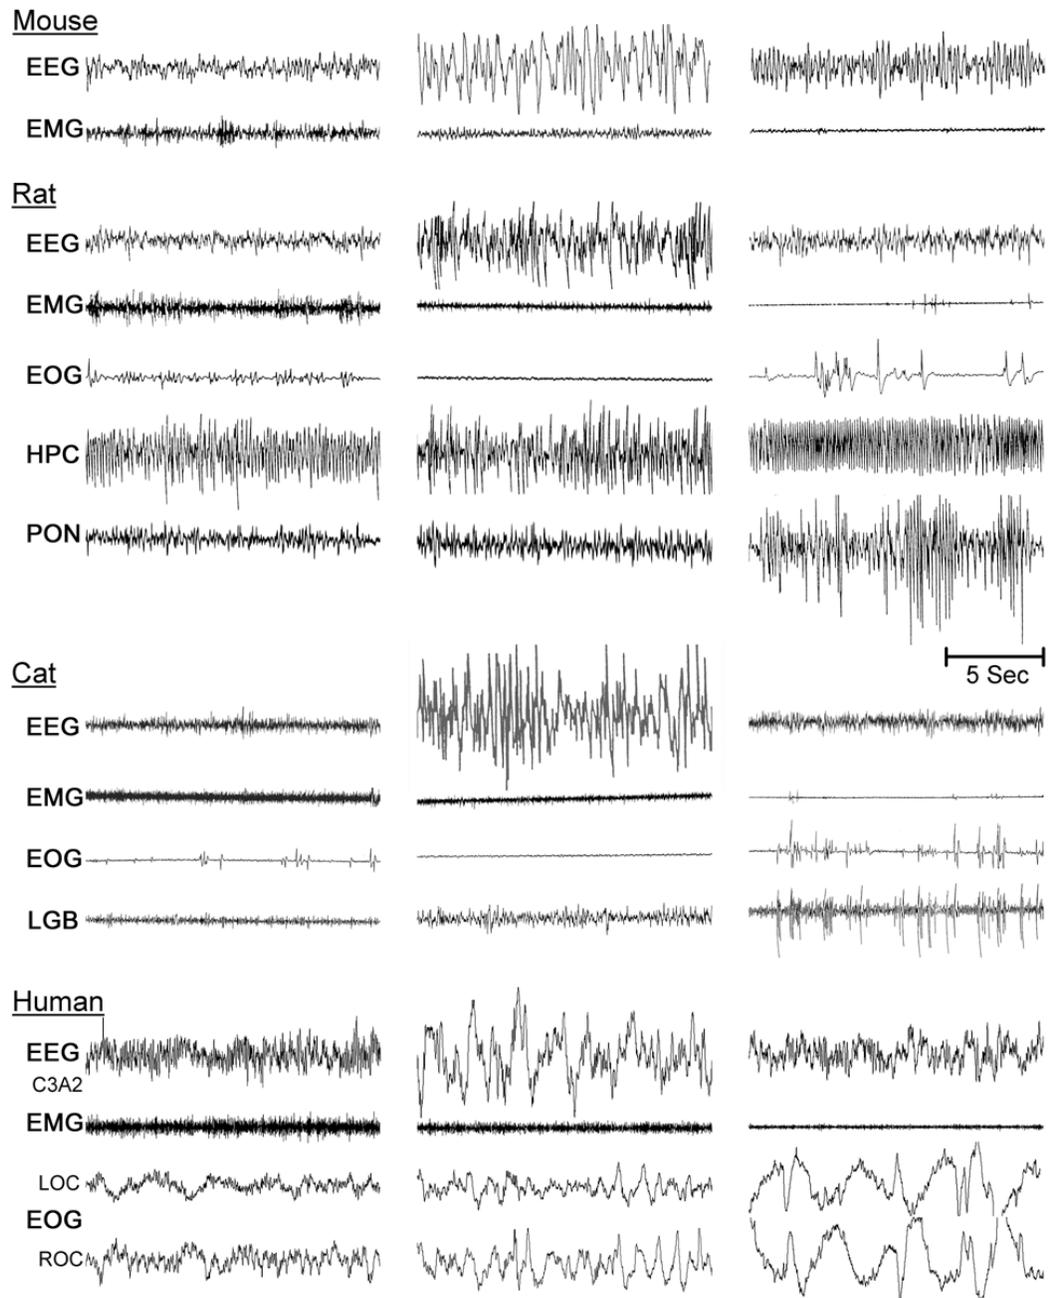 Mouse
EEG
EMG
Rat
EEG
EMG
EOG
HPC
PON
5 Sec
Cat
EEG
EMG
EOG
LGB
Human
EEG
C3A2
EMG
LOC
EOG
ROC